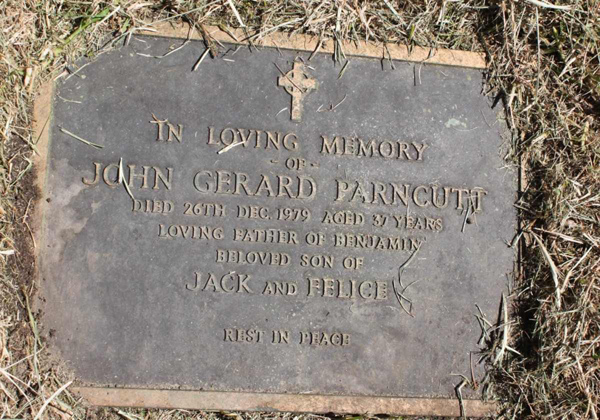 IN LOVING MEMORY
- OF -
JOHN GERARD PARNCUTT
DIED 26TH DEC. 1979 AGED 37 YEARS
LOVING FATHER OF BENJAMIN
BELOVED SON OF
JACK AND FELICE
REST IN PEACE